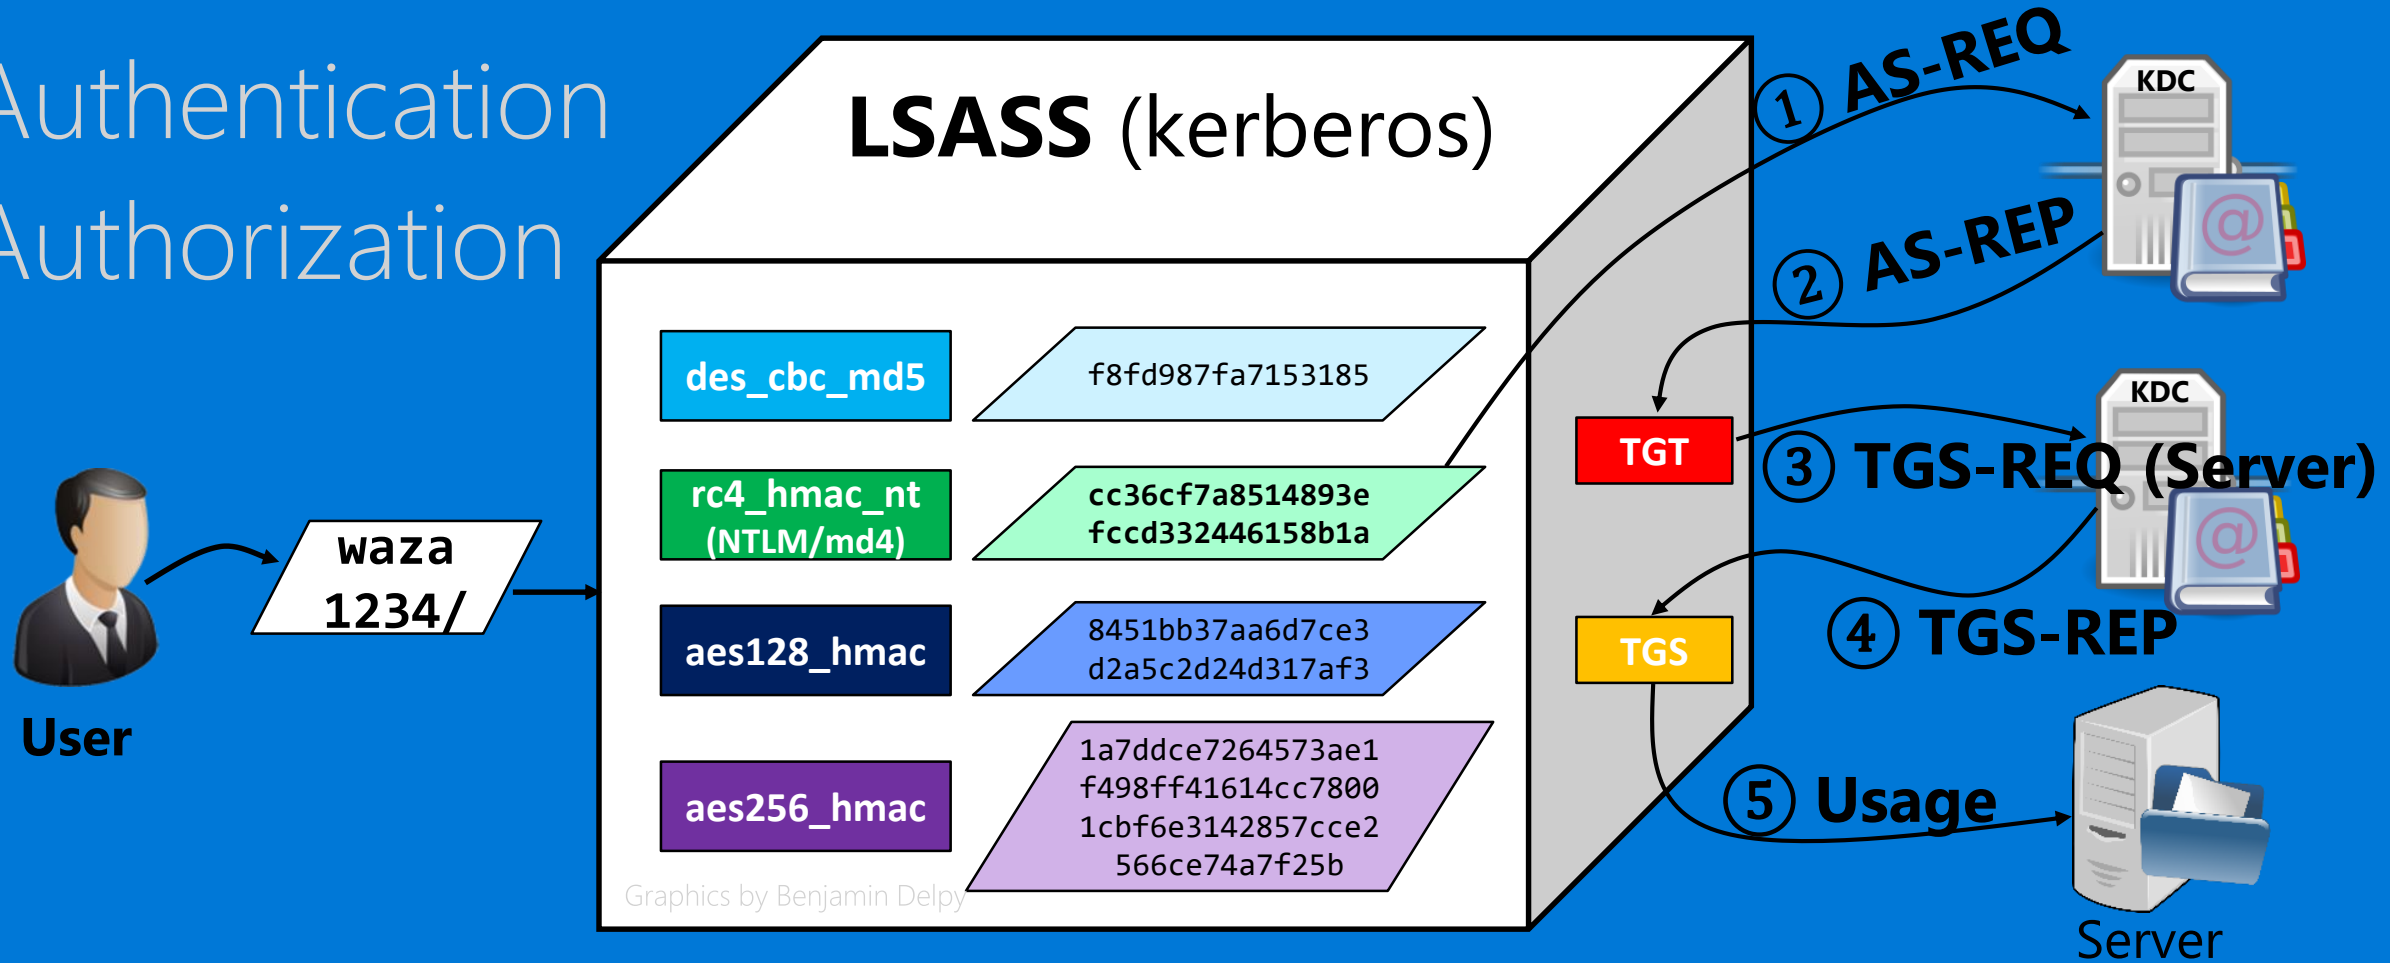 Authentication
Authorization
LSASS (kerberos)
waza
1234/
User
des_cbc_md5
f8fd987fa7153185
rc4_hmac_nt
(NTLM/md4)
cc36cf7a8514893e
fccd332446158b1a
aes128_hmac
8451bb37aa6d7ce3
d2a5c2d24d317af3
aes256_hmac
1a7ddce7264573ae1
f498ff41614cc7800
1cbf6e3142857cce2
566ce74a7f25b
Graphics by Benjamin Delpy
TGT
TGS
① AS-REQ
KDC
② AS-REP
@
KDC
③ TGS-REQ (Server)
@
④ TGS-REP
⑤ Usage
Server